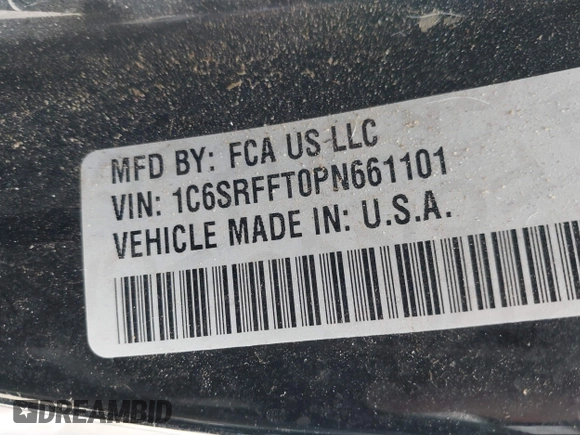 MFD BY: FCA US LLC
VIN: 1C6SRFFT0PN661101
VEHICLE MADE IN: U.S.A.
DREAMBID